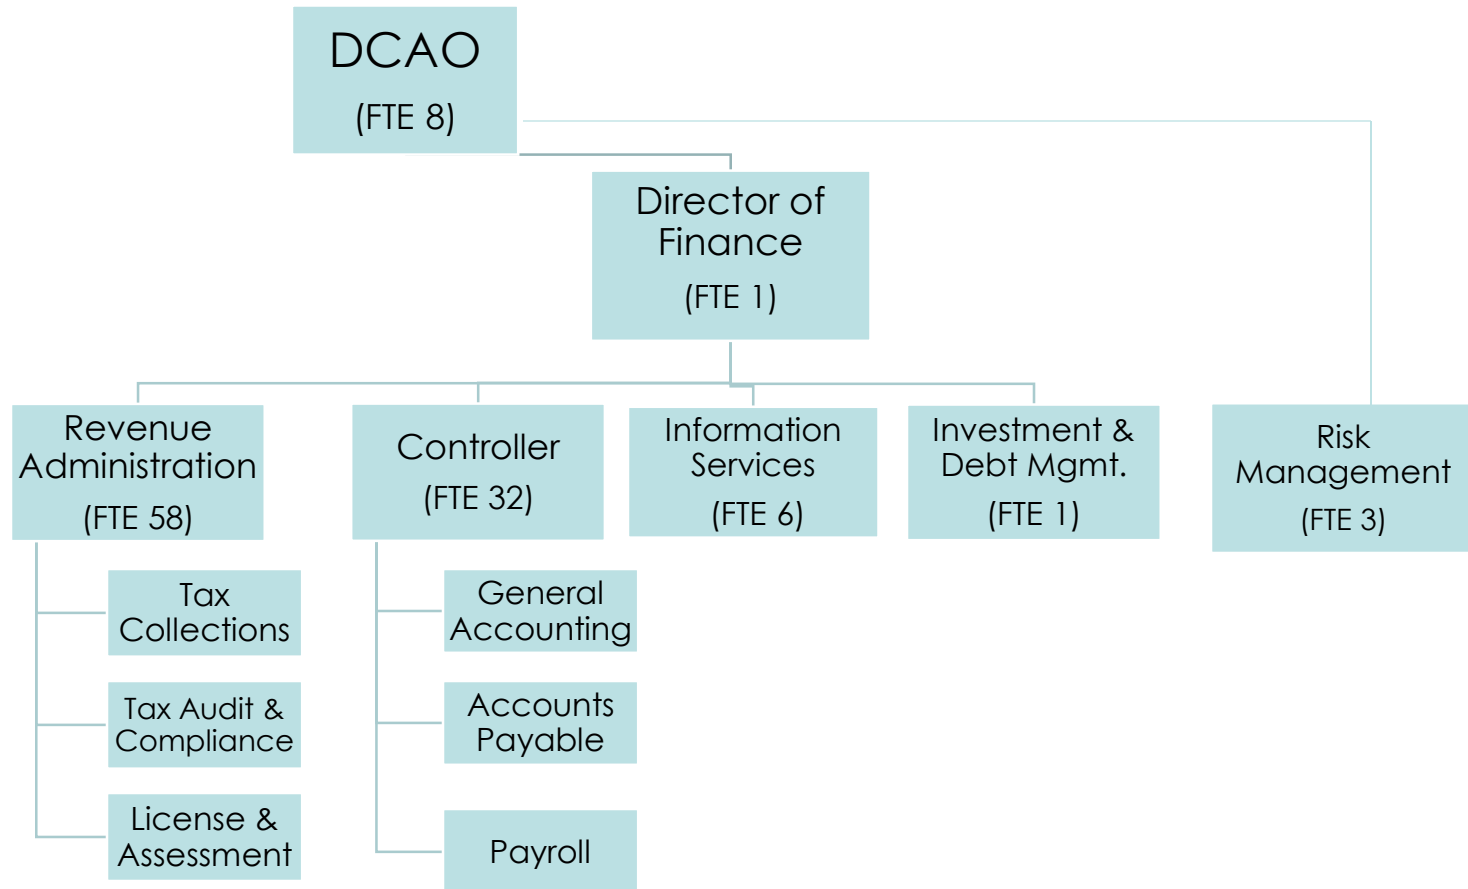 DCAO
(FTE 8)
Director of
Finance
(FTE 1)
Revenue
Administration
(FTE 58)
Controller
(FTE 32)
Information
Services
(FTE 6)
Investment &
Debt Mgmt.
(FTE 1)
Risk
Management
(FTE 3)
Tax
Collections
Tax Audit &
Compliance
License &
Assessment
General
Accounting
Accounts
Payable
Payroll